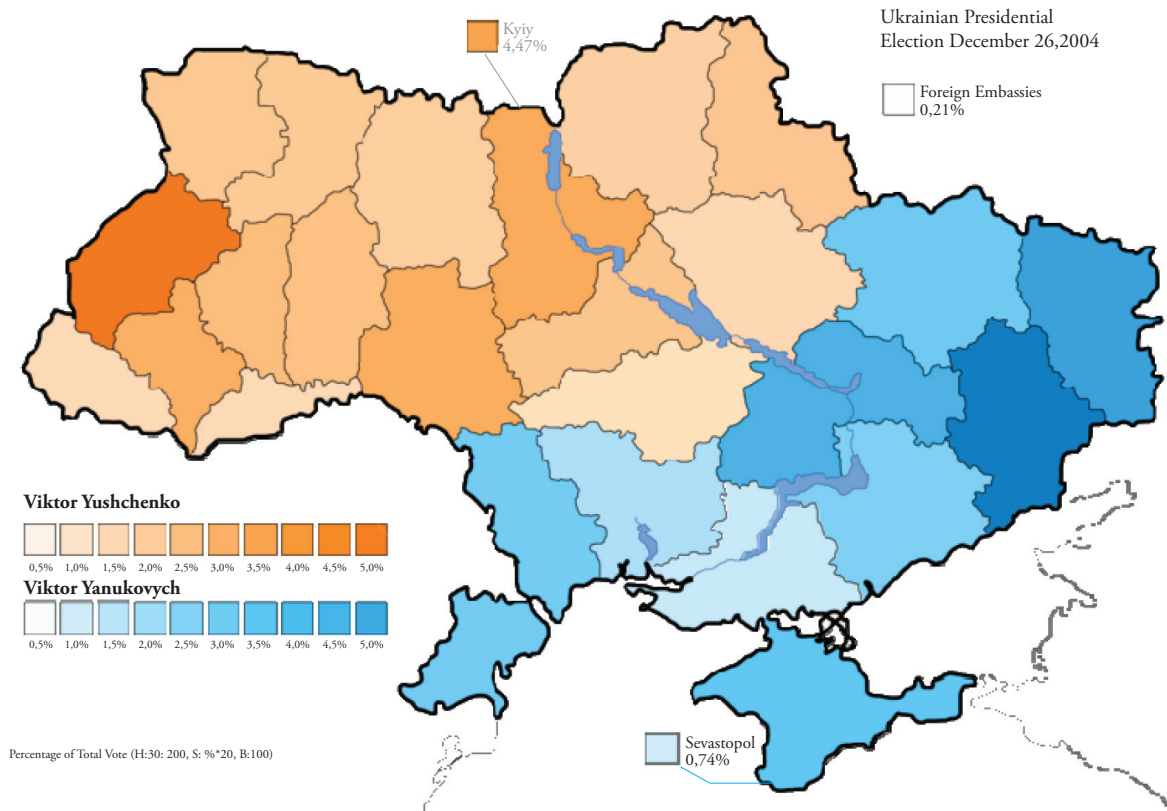 Kyiy
4,47%
Ukrainian Presidential
Election December 26,2004
Foreign Embassies
0,21%
Viktor Yushchenko
0,5% 1,0% 1,5% 2,0% 2,5% 3,0% 3,5% 4,0% 4,5% 5,0%
Viktor Yanukovych
0,5% 1,0% 1,5% 2,0% 2,5% 3,0% 3,5% 4,0% 4,5% 5,0%
Sevastopol
0,74%
Percentage of Total Vote (H:30: 200, S: %*20, B:100)